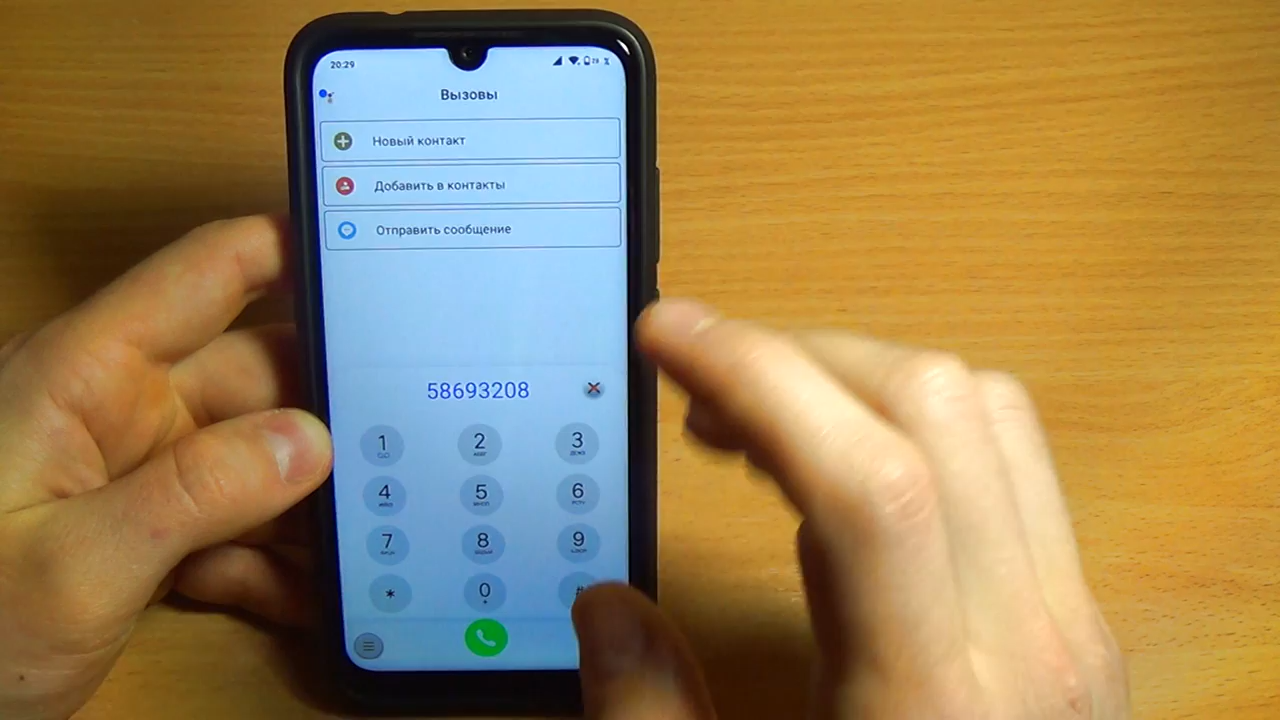 20:29
Вызовы
Новый контакт
Добавить в контакты
Отправить сообщение
58693208
1 2 3
4 5 6
7 8 9
* 0 #
+